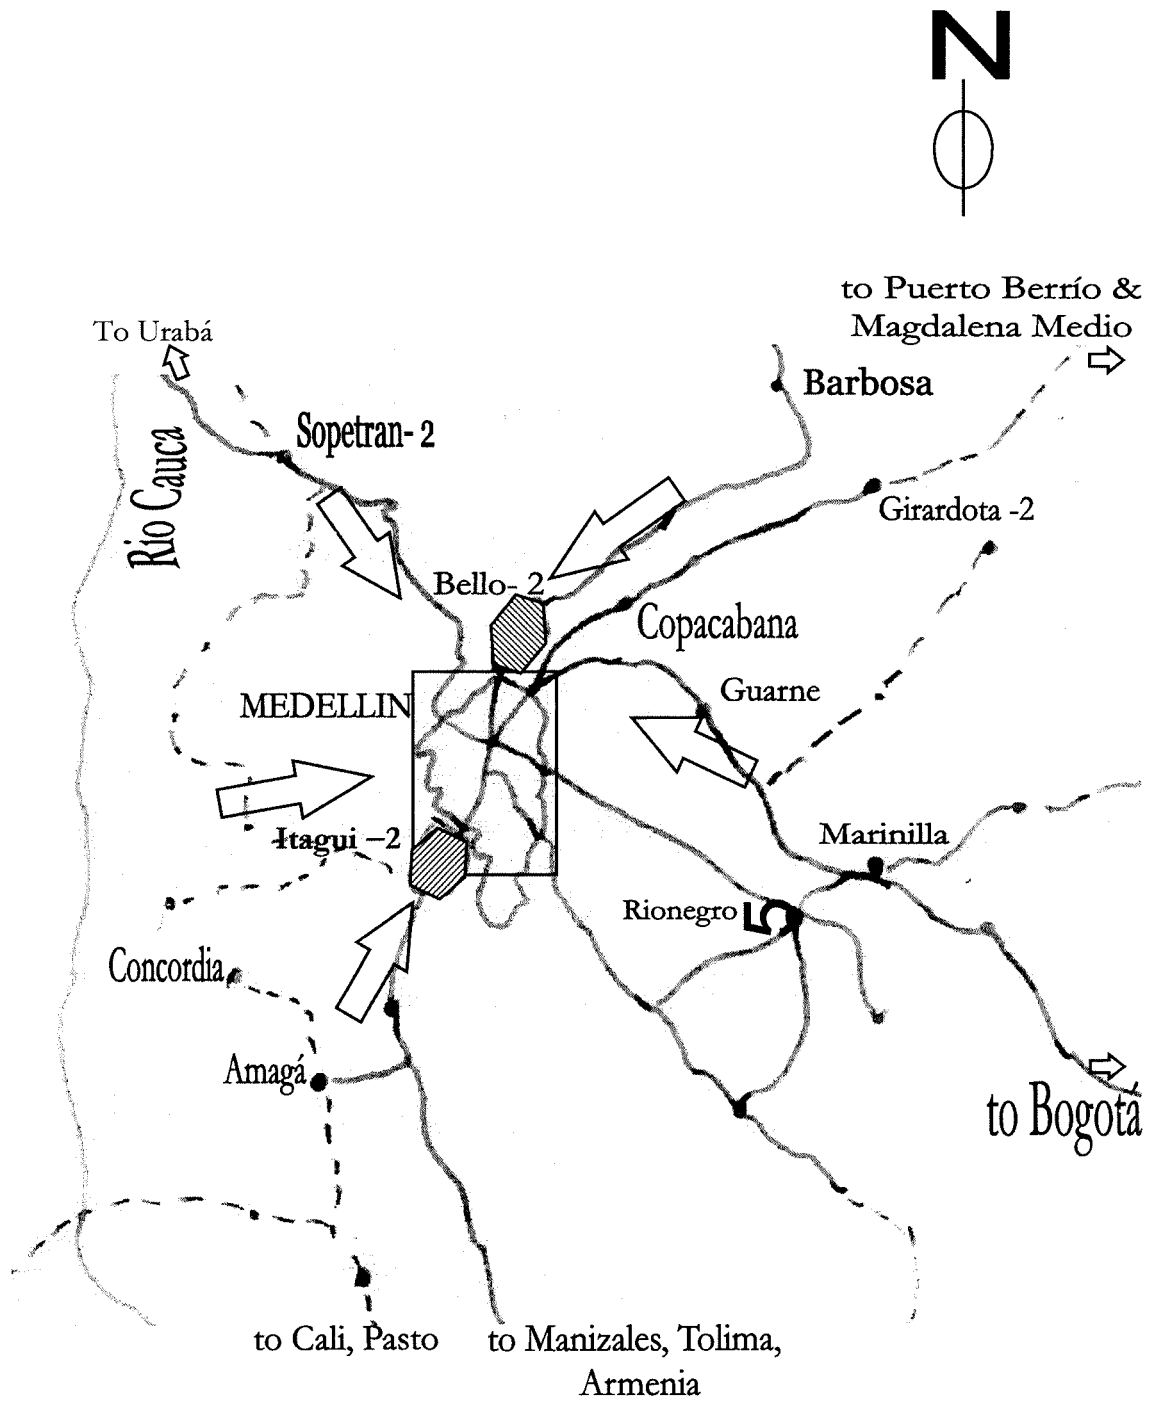 N
to Puerto Berrío &
Magdalena Medio
To Urabá
Barbosa
Sopetran- 2
Rio Cauca
Girardota -2
Bello- 2
Copacabana
Guarne
MEDELLIN
Itagui -2
Marinilla
Rionegro 5
Concordia
Amagá
to Bogotá
to Cali, Pasto
to Manizales, Tolima,
Armenia